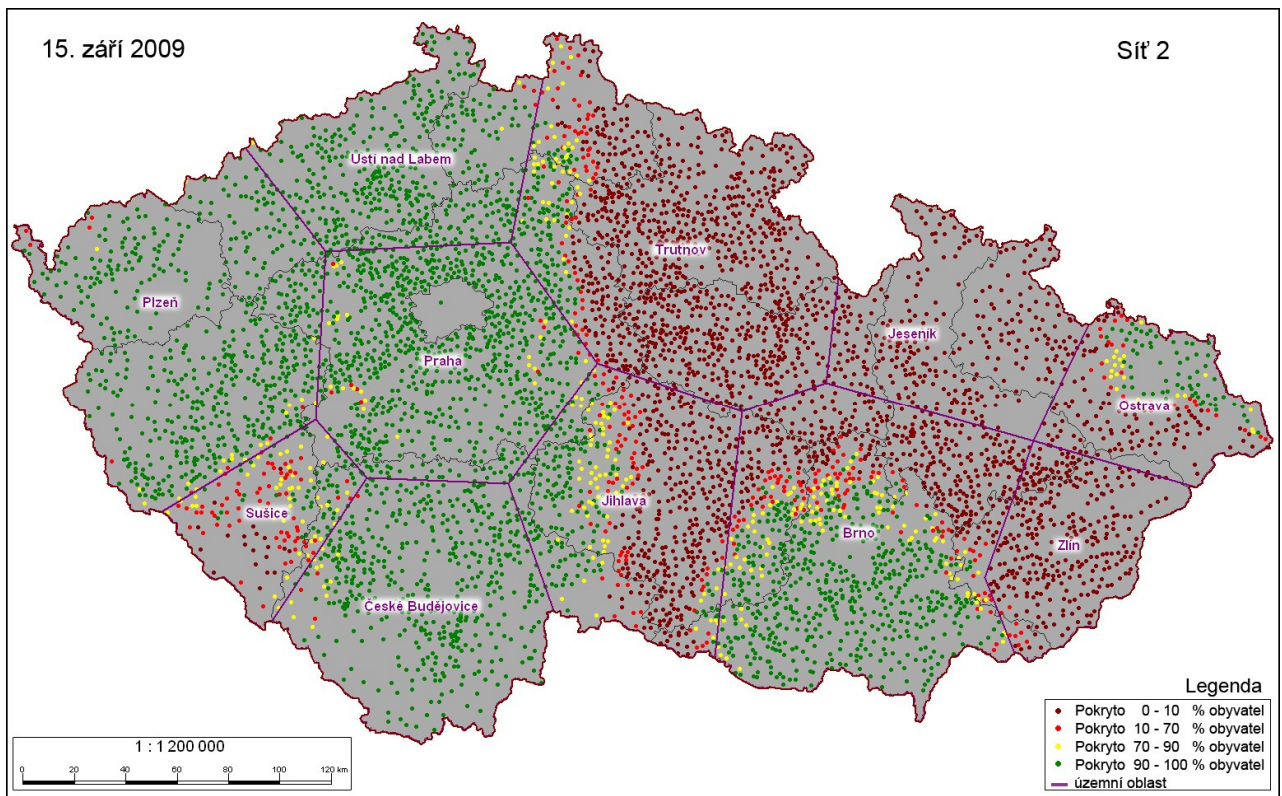 15. září 2009
Síť 2
Ústí nad Labem
Trutnov
Plzeň
Jeseník
Praha
Ostrava
Sušice
Jihlava
Brno
Zlín
České Budějovice
Legenda
Pokryto 0 - 10 % obyvatel
Pokryto 10 - 70 % obyvatel
Pokryto 70 - 90 % obyvatel
Pokryto 90 - 100 % obyvatel
územní oblast
1 : 1 200 000
0 20 40 60 80 100 120 km